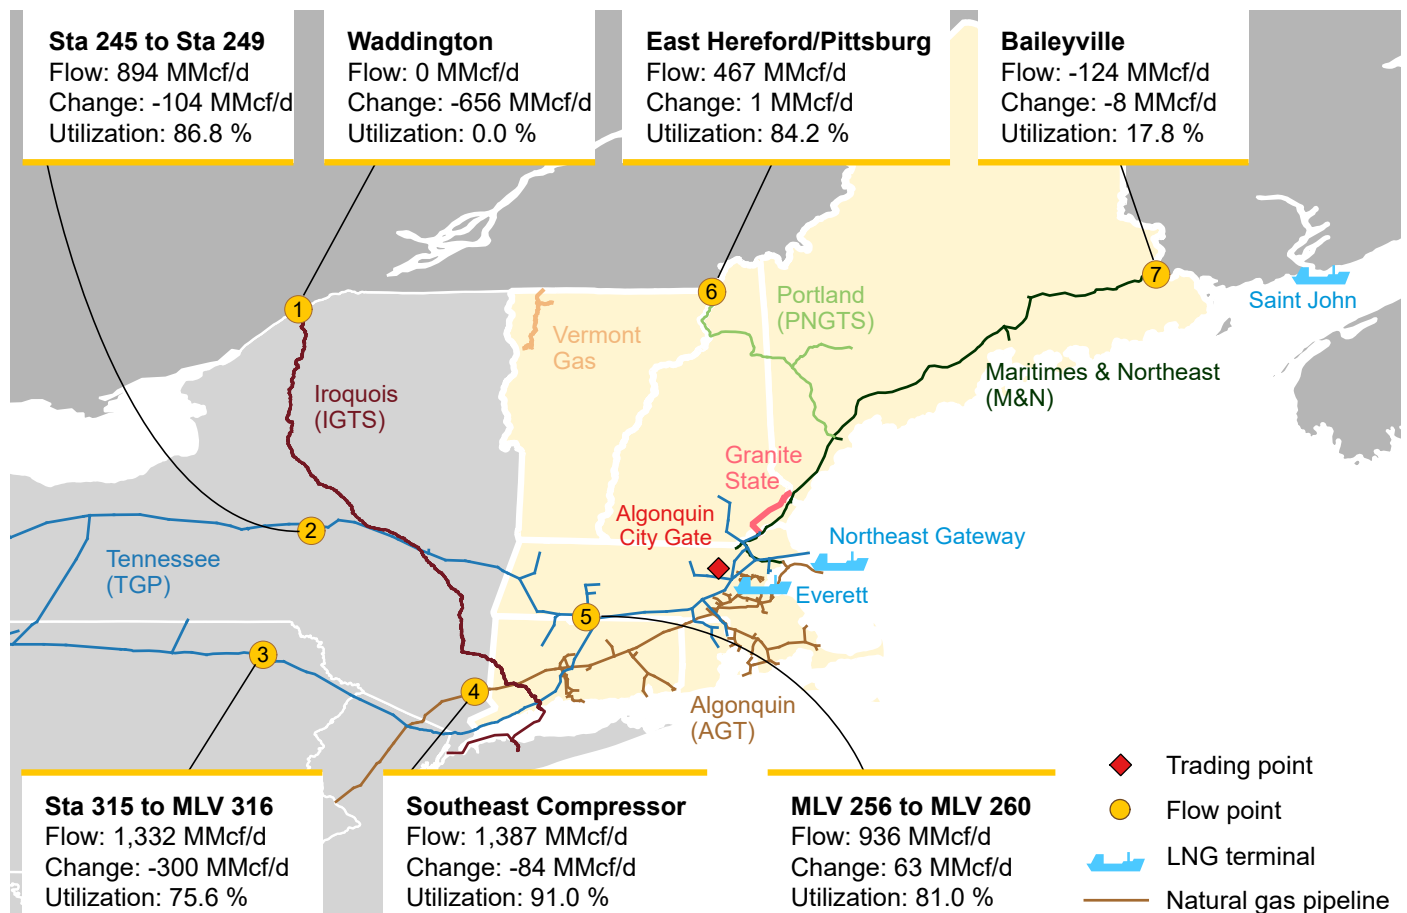 Sta 245 to Sta 249
Flow: 894 MMcf/d
Change: -104 MMcf/d
Utilization: 86.8 %
Waddington
Flow: 0 MMcf/d
Change: -656 MMcf/d
Utilization: 0.0 %
East Hereford/Pittsburg
Flow: 467 MMcf/d
Change: 1 MMcf/d
Utilization: 84.2 %
Baileyville
Flow: -124 MMcf/d
Change: -8 MMcf/d
Utilization: 17.8 %
7
6
1
Saint John
Portland
(PNGTS)
Vermont
Gas
Maritimes & Northeast
(M&N)
Iroquois
(IGTS)
Granite
State
Algonquin
City Gate
2
Northeast Gateway
Tennessee
(TGP)
Everett
5
3
4
Algonquin
(AGT)
Sta 315 to MLV 316
Flow: 1,332 MMcf/d
Change: -300 MMcf/d
Utilization: 75.6 %
Southeast Compressor
Flow: 1,387 MMcf/d
Change: -84 MMcf/d
Utilization: 91.0 %
MLV 256 to MLV 260
Flow: 936 MMcf/d
Change: 63 MMcf/d
Utilization: 81.0 %
Trading point
Flow point
LNG terminal
Natural gas pipeline